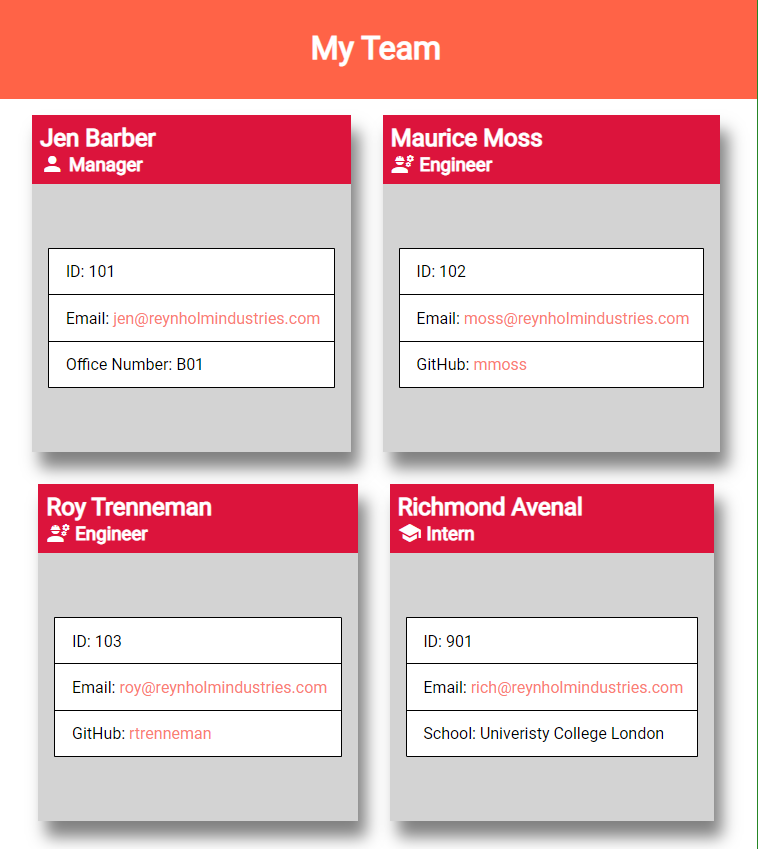 My Team
Jen Barber
Manager
ID: 101
Email: jen@reynholmindustries.com
Office Number: B01
Maurice Moss
Engineer
ID: 102
Email: moss@reynholmindustries.com
GitHub: mmoss
Roy Trenneman
Engineer
ID: 103
Email: roy@reynholmindustries.com
GitHub: rtrenneman
Richmond Avenal
Intern
ID: 901
Email: rich@reynholmindustries.com
School: Univeristy College London